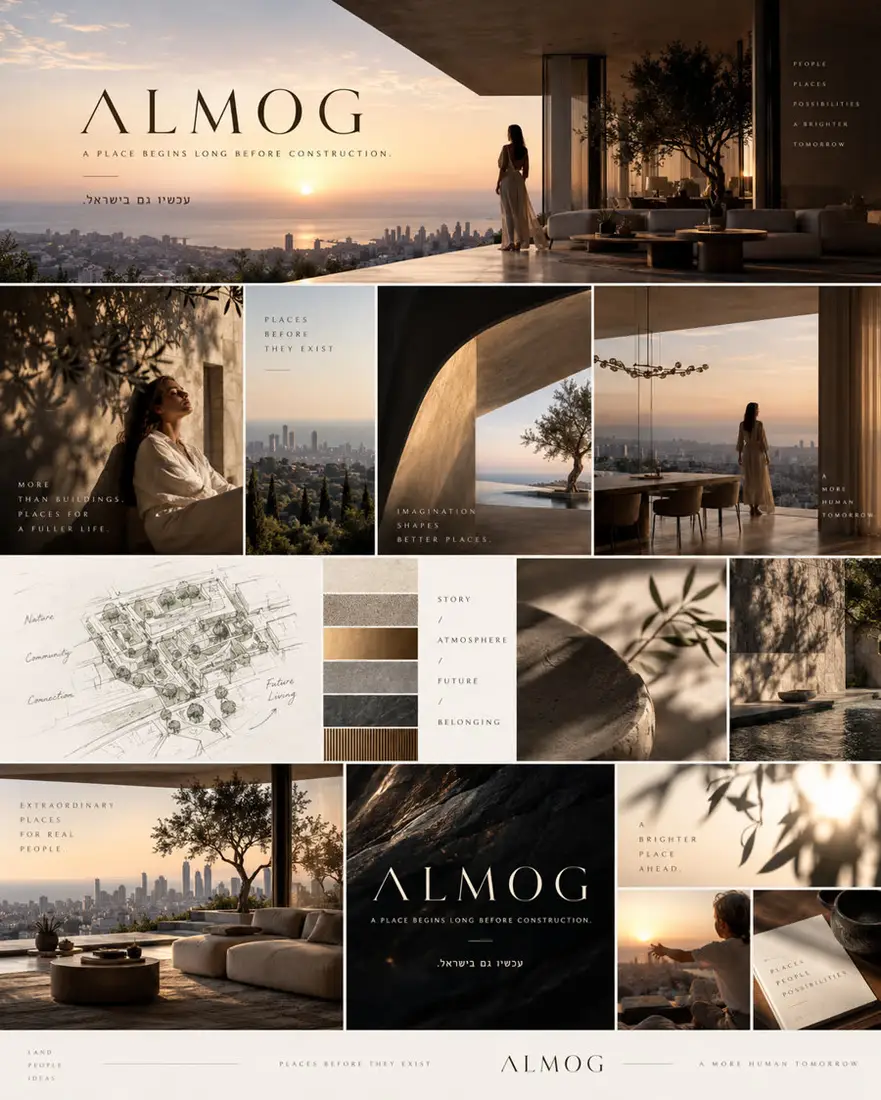 ALMOG
A PLACE BEGINS LONG BEFORE CONSTRUCTION.
עכשיו גם בישראל.
PEOPLE
PLACES
POSSIBILITIES
A BRIGHTER
TOMORROW
MORE
THAN BUILDINGS,
PLACES FOR
A FULLER LIFE.
PLACES
BEFORE
THEY EXIST
IMAGINATION
SHAPES
BETTER PLACES.
A
MORE
HUMAN
TOMORROW
Nature
Community
Connection
Future
Living
STORY
/
ATMOSPHERE
/
FUTURE
/
BELONGING
EXTRAORDINARY
PLACES
FOR REAL
PEOPLE.
ALMOG
A PLACE BEGINS LONG BEFORE CONSTRUCTION.
עכשיו גם בישראל.
A
BRIGHTER
PLACE
AHEAD.
PLACES
PEOPLE
POSSIBILITIES
LAND
PEOPLE
IDEAS
PLACES BEFORE THEY EXIST
ALMOG
A MORE HUMAN TOMORROW